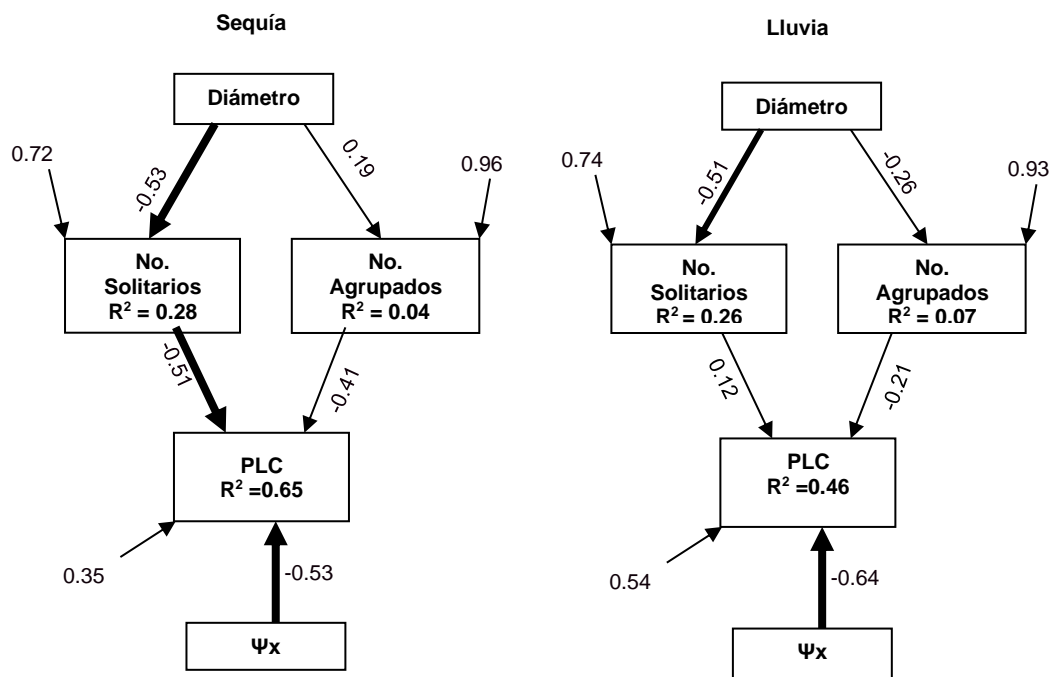 Sequía
Diámetro
0.72
-0.53
0.19
0.96
No.
Solitarios
R² = 0.28
No.
Agrupados
R² = 0.04
-0.51
-0.41
PLC
R² =0.65
0.35
-0.53
Ψx
Lluvia
Diámetro
0.74
-0.51
-0.26
0.93
No.
Solitarios
R² = 0.26
No.
Agrupados
R² = 0.07
0.12
-0.21
PLC
R² =0.46
0.54
-0.64
Ψx